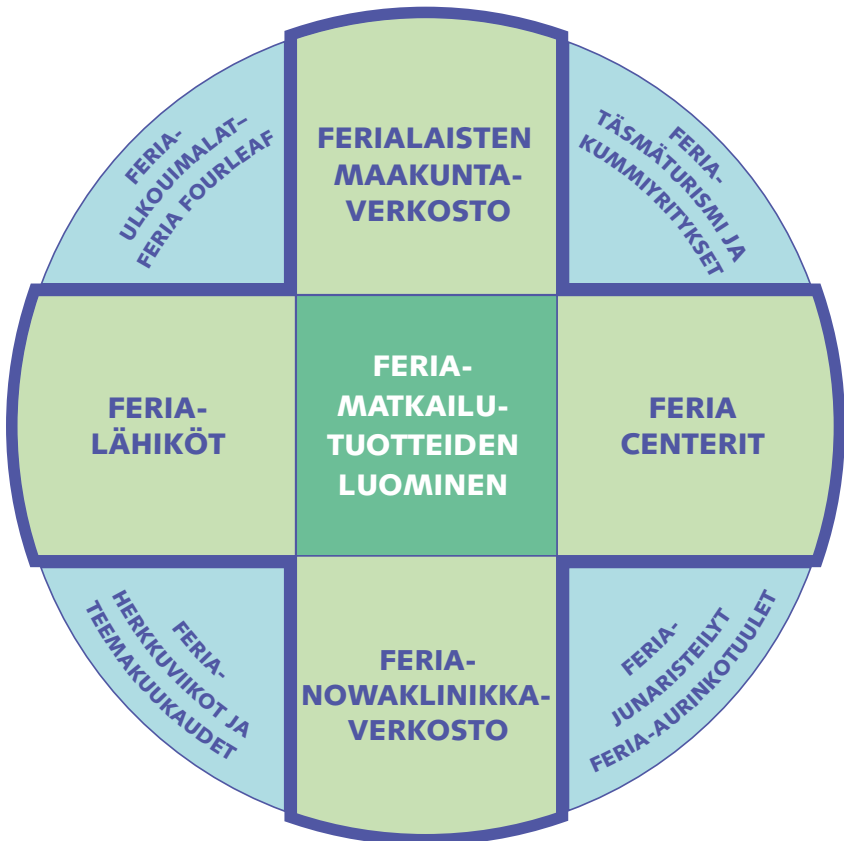 FERIA-
ULKOUIMALAT–
FERIA FOURLEAF
FERIALAISTEN
MAAKUNTA-
VERKOSTO
FERIA-
TÄSMÄTURISMI JA
KUMMIYRITYKSET
FERIA-
LÄHIKÖT
FERIA-
MATKAILU-
TUOTTEIDEN
LUOMINEN
FERIA
CENTERIT
FERIA-
HERKKUVIIKOT JA
TEEMAKUUKAUDET
FERIA-
NOWAKLINIKKA-
VERKOSTO
FERIA-
JUNARISTEILYT
FERIA-AURINKOTUULET